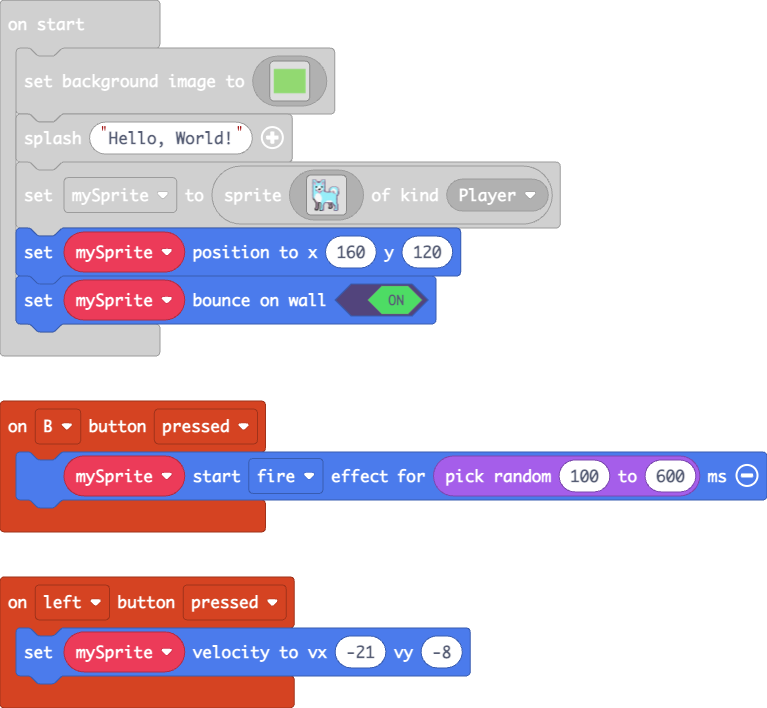 on start
set background image to
splash "Hello, World!"
set mySprite to sprite of kind Player
set mySprite position to x 160 y 120
set mySprite bounce on wall ON
on B button pressed
mySprite start fire effect for pick random 100 to 600 ms
on left button pressed
set mySprite velocity to vx -21 vy -8